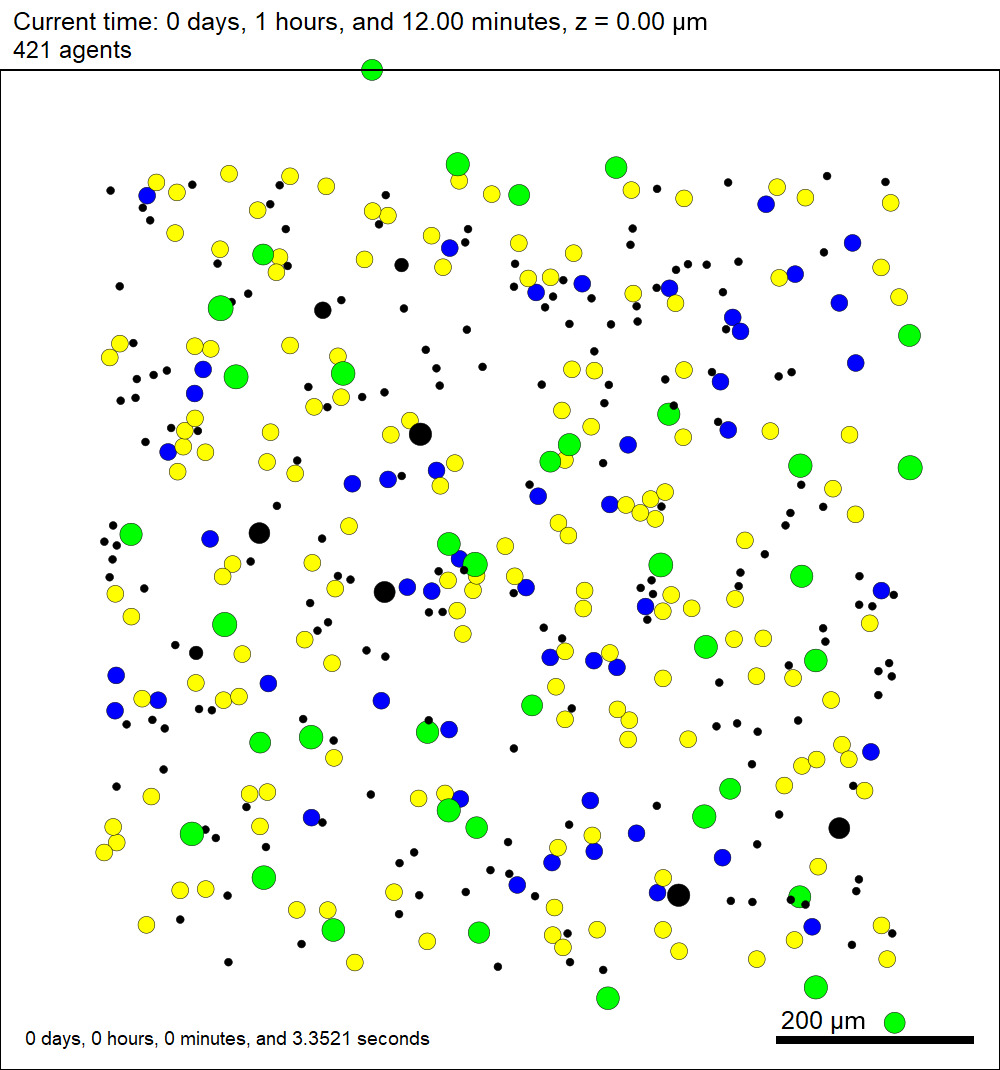 Current time: 0 days, 1 hours, and 12.00 minutes, z = 0.00 μm
421 agents
200 μm
0 days, 0 hours, 0 minutes, and 3.3521 seconds